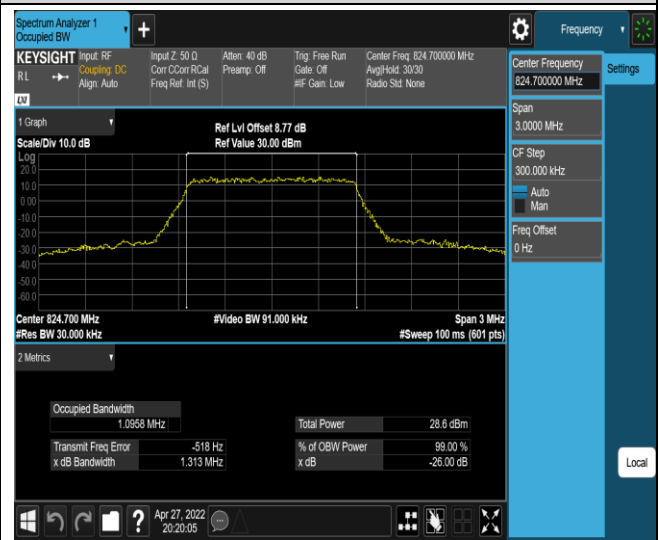 Spectrum Analyzer 1
Occupied BW
Frequency
KEYSIGHT
R L
LXI
Input: RF
Coupling: DC
Align: Auto
Input Z: 50 Ω
Corr CCorr RCal
Freq Ref: Int (S)
Atten: 40 dB
Preamp: Off
Trig: Free Run
Gate: Off
#IF Gain: Low
Center Freq: 824.700000 MHz
Avg|Hold: 30/30
Radio Std: None
Center Frequency
824.700000 MHz
Settings
Span
3.0000 MHz
CF Step
300.000 kHz
Auto
Man
Freq Offset
0 Hz
1 Graph
Scale/Div 10.0 dB
Ref Lvl Offset 8.77 dB
Ref Value 30.00 dBm
Log
20.0
10.0
0.00
-10.0
-20.0
-30.0
-40.0
-50.0
-60.0
Center 824.700 MHz
#Res BW 30.000 kHz
#Video BW 91.000 kHz
Span 3 MHz
#Sweep 100 ms (601 pts)
2 Metrics
Occupied Bandwidth
1.0958 MHz
Total Power 28.6 dBm
Transmit Freq Error -518 Hz
% of OBW Power 99.00 %
x dB Bandwidth 1.313 MHz
x dB -26.00 dB
Local
?
Apr 27, 2022
20:20:05